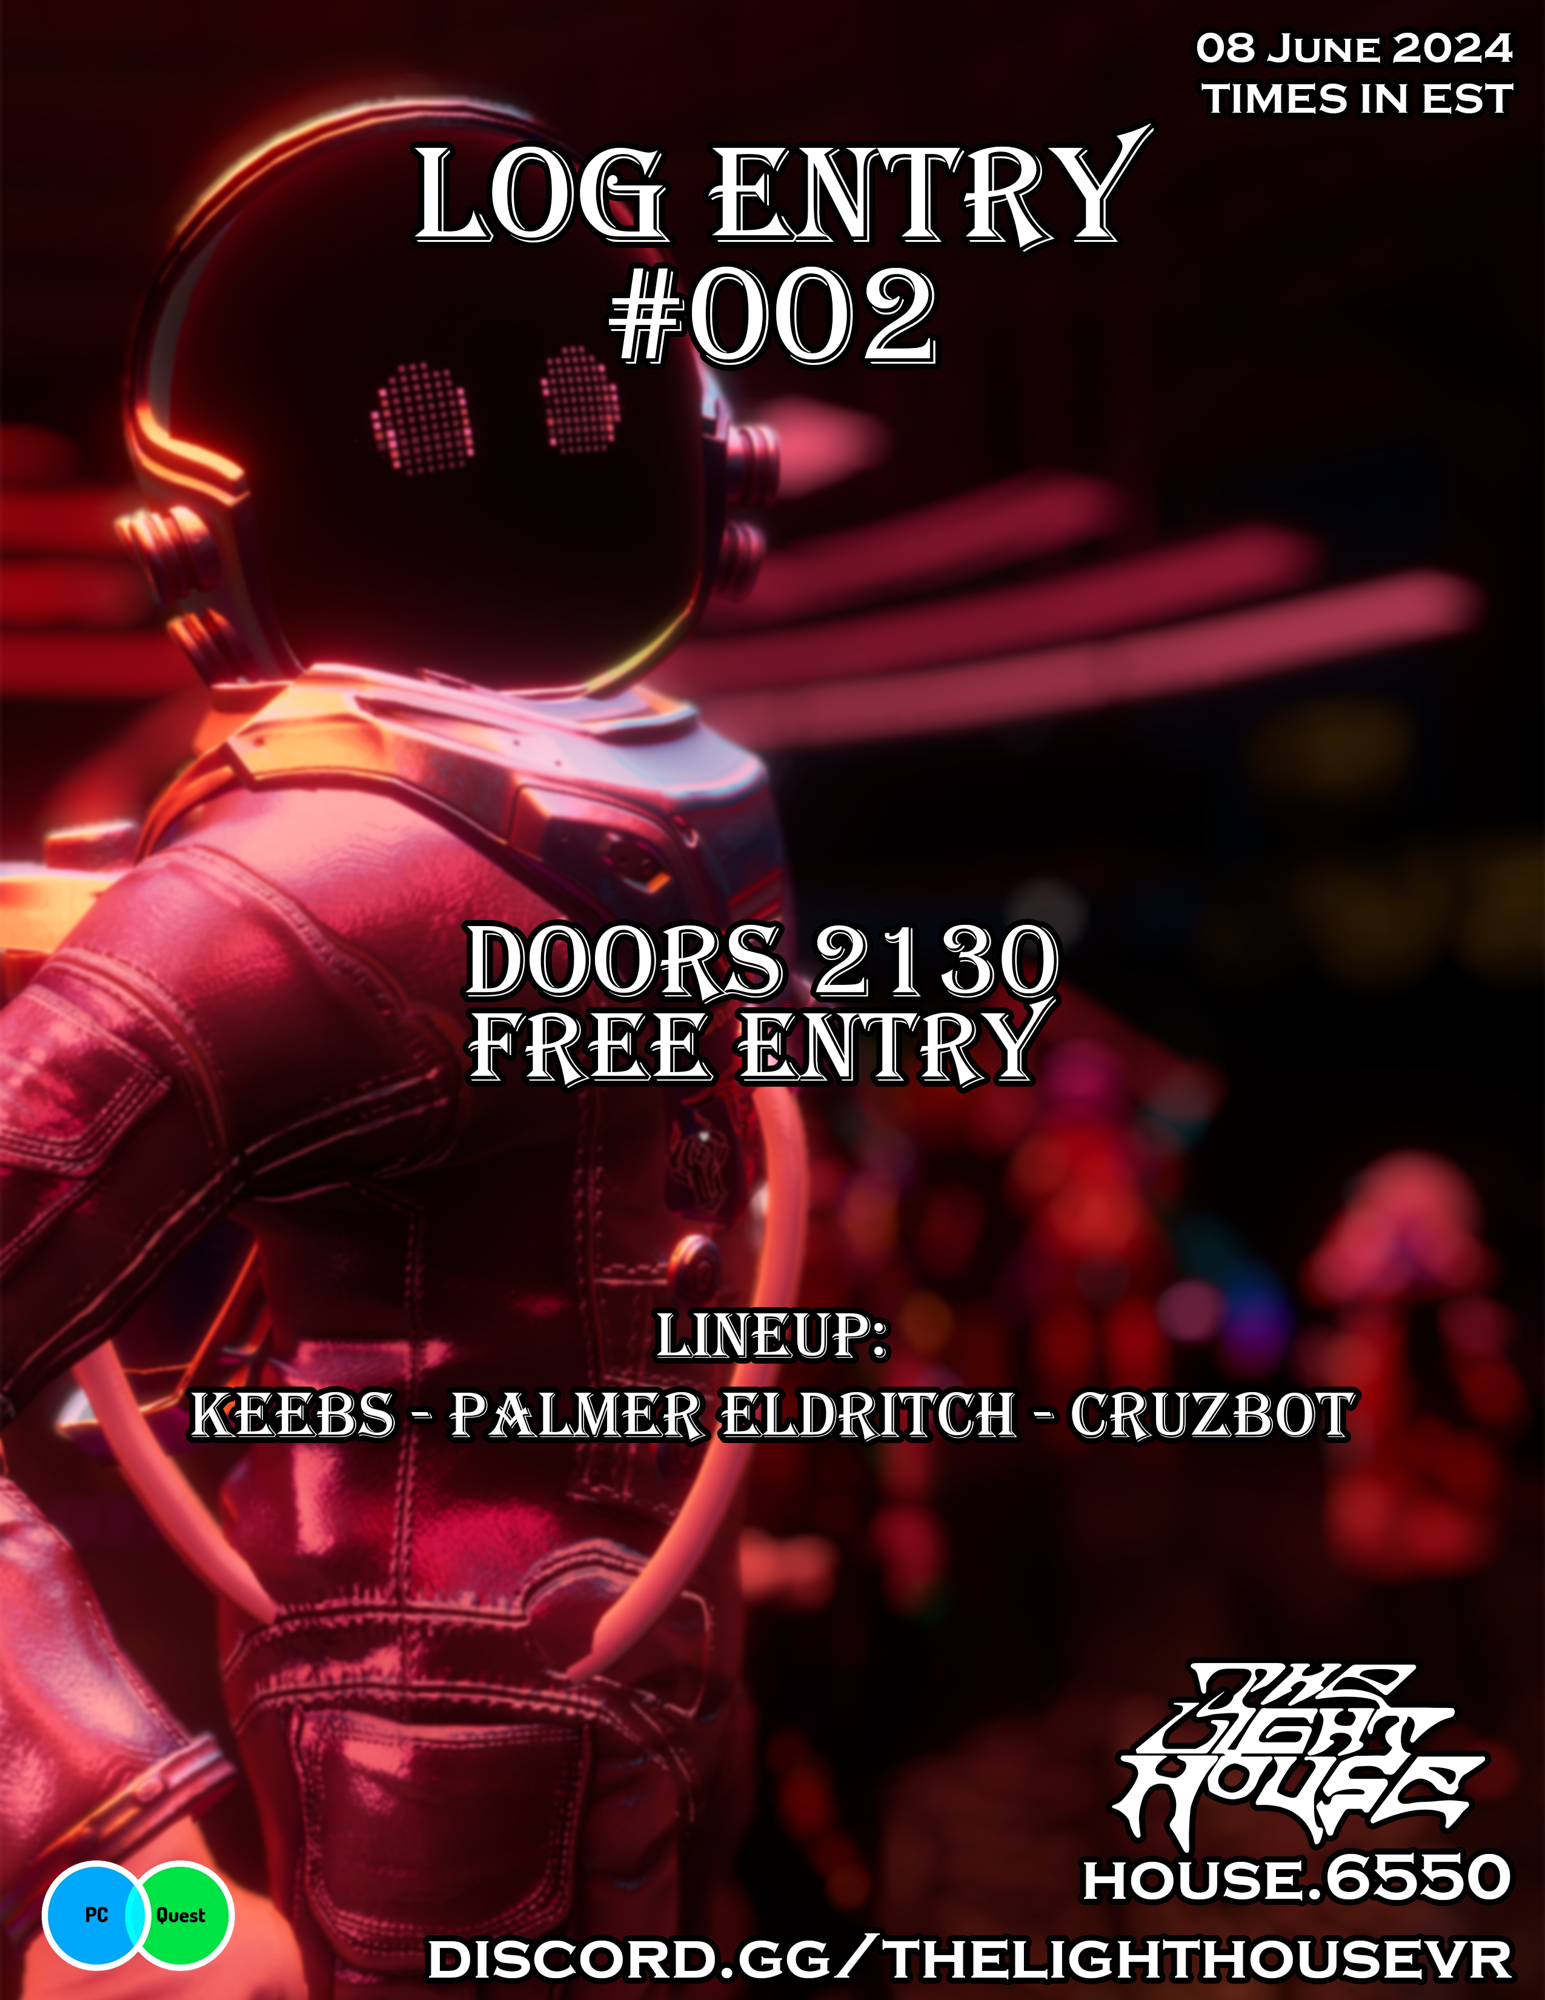 08 June 2024
TIMES IN EST
LOG ENTRY
#002
DOORS 2130
FREE ENTRY
LINEUP:
KEEBS - PALMER ELDRITCH - CRUZBOT
THE
LIGHT
HOUSE
HOUSE.6550
PC Quest
DISCORD.GG/THELIGHTHOUSEVR